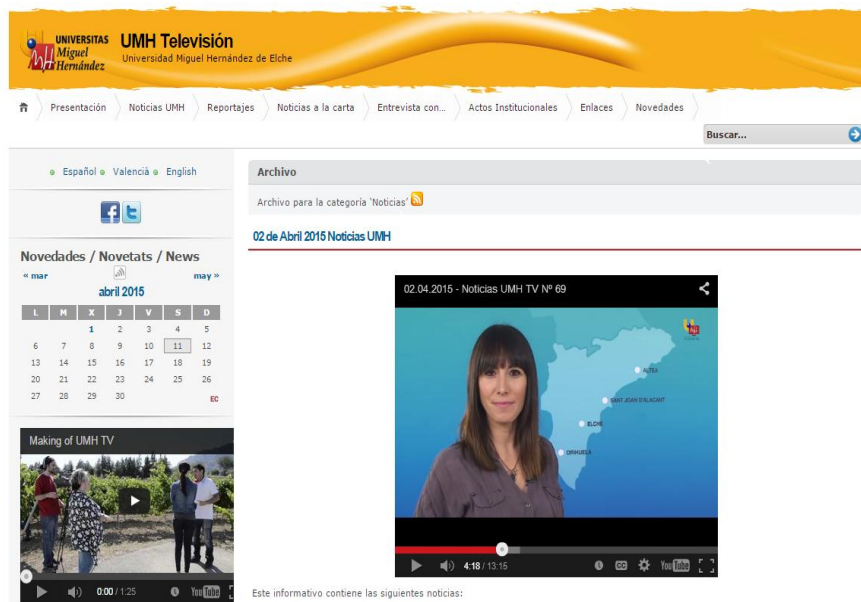 UNIVERSITAS
Miguel
Hernández
UMH Televisión
Universidad Miguel Hernández de Elche
Presentación Noticias UMH Reportajes Noticias a la carta Entrevista con... Actos Institucionales Enlaces Novedades
Buscar...
Español Valencià English
Novedades / Novetats / News
« mar may »
abril 2015
L M X J V S D
1 2 3 4 5
6 7 8 9 10 11 12
13 14 15 16 17 18 19
20 21 22 23 24 25 26
27 28 29 30 EC
Making of UMH TV
0:00 / 1:25 YouTube
Archivo
Archivo para la categoría 'Noticias'
02 de Abril 2015 Noticias UMH
02.04.2015 - Noticias UMH TV Nº 69
ALTEA
SANT JOAN D'ALACANT
ELCHE
ORIHUELA
4:18 / 13:15 CC YouTube
Este informativo contiene las siguientes noticias: